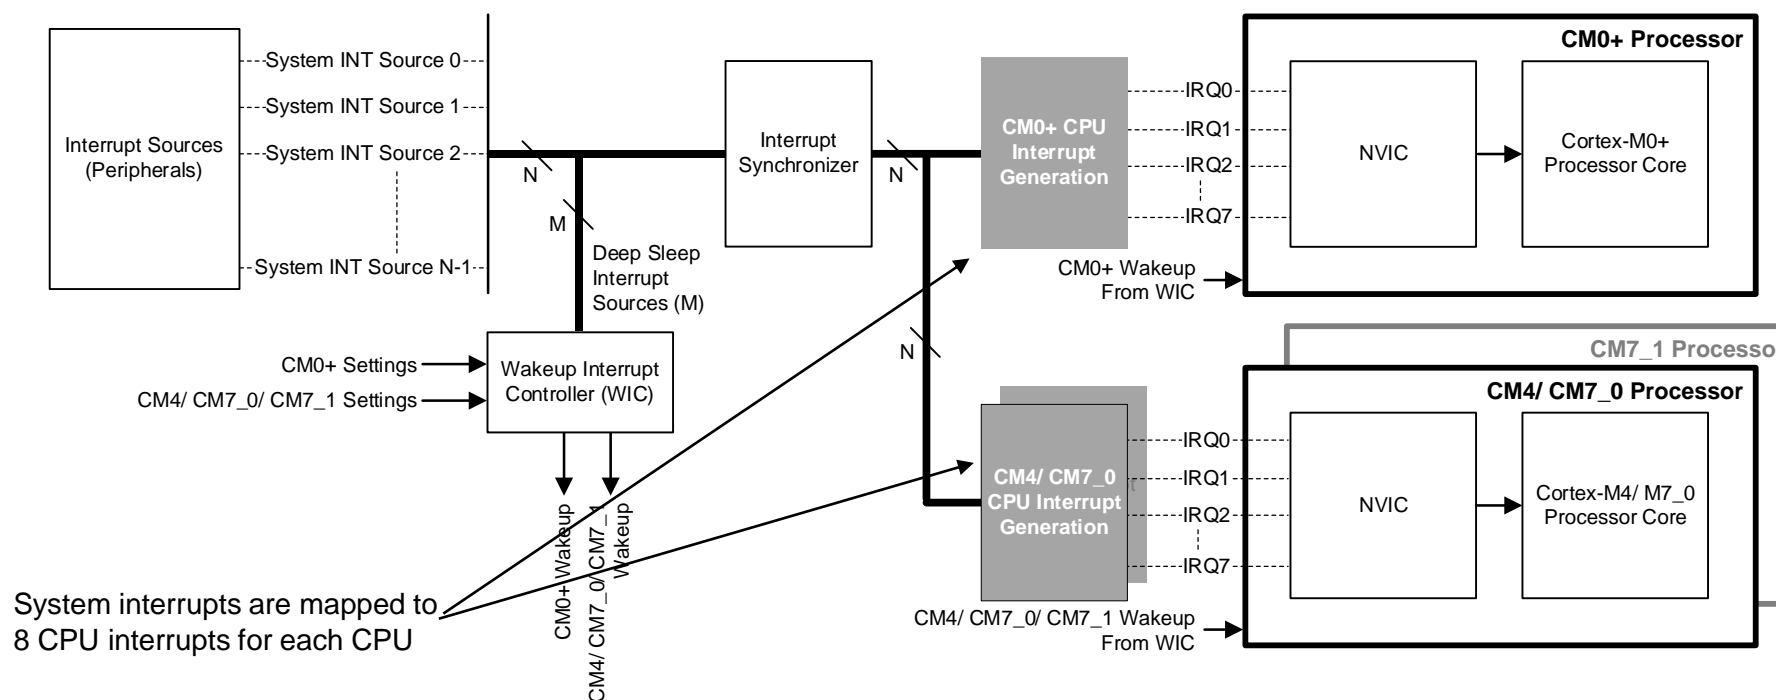 CM0+ Processor
System INT Source 0
System INT Source 1
System INT Source 2
System INT Source N-1
Interrupt Sources
(Peripherals)
N
M
Deep Sleep
Interrupt
Sources (M)
Interrupt
Synchronizer
N
N
CM0+ CPU
Interrupt
Generation
IRQ0
IRQ1
IRQ2
IRQ7
NVIC
Cortex-M0+
Processor Core
CM0+ Wakeup
From WIC
CM0+ Settings
CM4/ CM7_0/ CM7_1 Settings
Wakeup Interrupt
Controller (WIC)
CM0+ Wakeup
CM4/ CM7_0/ CM7_1
Wakeup
CM7_1 Processo
CM4/ CM7_0 Processor
CM4/ CM7_0
CPU Interrupt
Generation
IRQ0
IRQ1
IRQ2
IRQ7
NVIC
Cortex-M4/ M7_0
Processor Core
CM4/ CM7_0/ CM7_1 Wakeup
From WIC
System interrupts are mapped to
8 CPU interrupts for each CPU